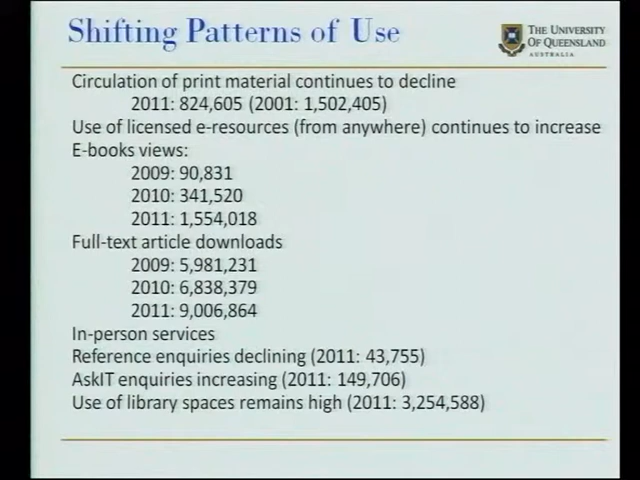 Shifting Patterns of Use
THE UNIVERSITY
OF QUEENSLAND
AUSTRALIA
Circulation of print material continues to decline
2011: 824,605 (2001: 1,502,405)
Use of licensed e-resources (from anywhere) continues to increase
E-books views:
2009: 90,831
2010: 341,520
2011: 1,554,018
Full-text article downloads
2009: 5,981,231
2010: 6,838,379
2011: 9,006,864
In-person services
Reference enquiries declining (2011: 43,755)
AskIT enquiries increasing (2011: 149,706)
Use of library spaces remains high (2011: 3,254,588)